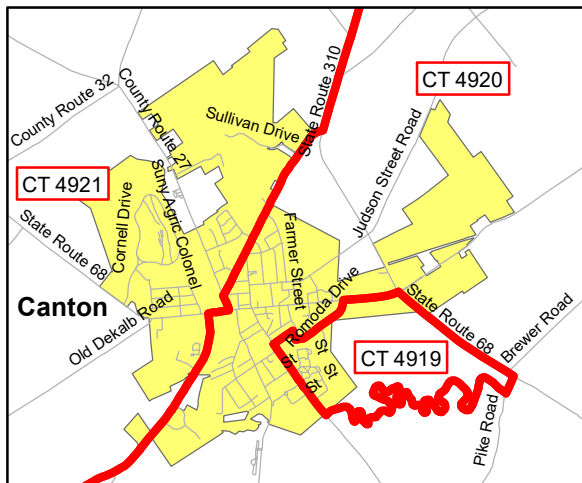 County Route 32
County Route 27
Sullivan Drive
State Route 310
CT 4920
Judson Street Road
CT 4921
Cornell Drive
Suny Agric Colonel
State Route 68
Farmer Street
Canton
Old Dekalb Road
Romoda Drive
State Route 68
St St
St St
CT 4919
Brewer Road
Pike Road